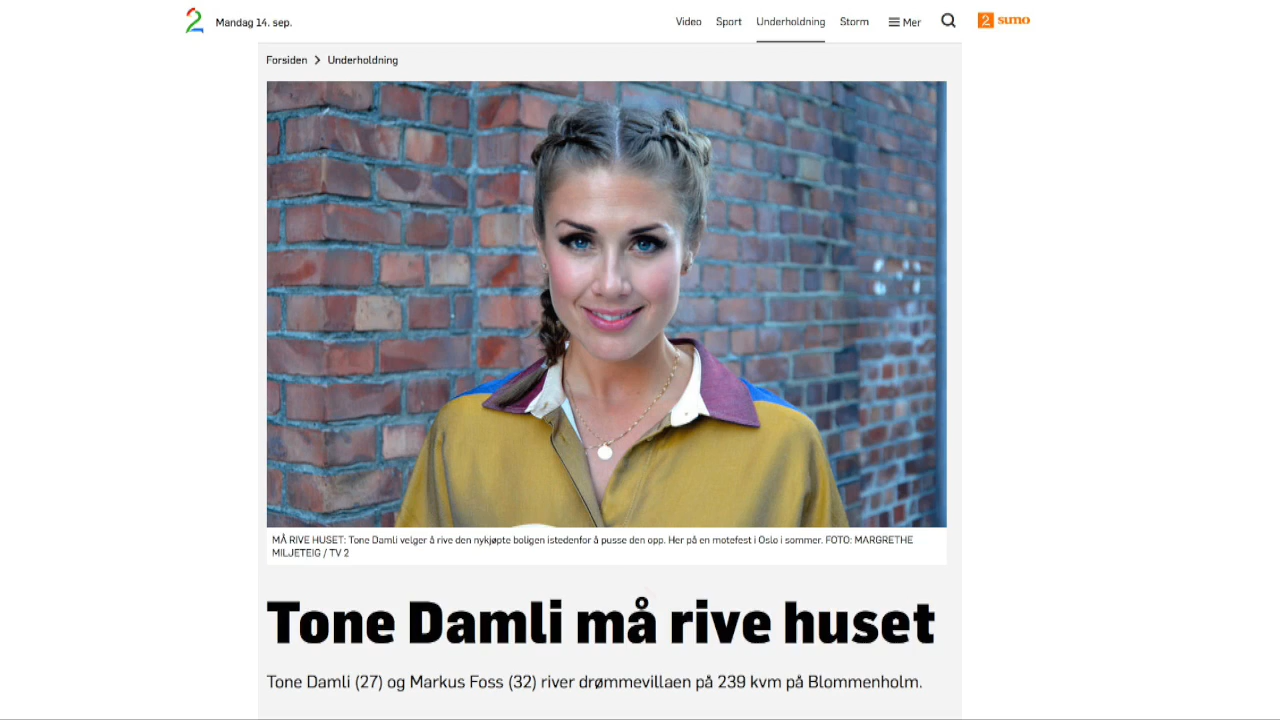 2 Mandag 14. sep. Video Sport Underholdning Storm Mer 2 sumo
Forsiden > Underholdning
MÅ RIVE HUSET: Tone Damli velger å rive den nykjøpte boligen istedenfor å pusse den opp. Her på en motefest i Oslo i sommer. FOTO: MARGRETHE
MILJETEIG / TV 2
Tone Damli må rive huset
Tone Damli (27) og Markus Foss (32) river drømmevillaen på 239 kvm på Blommenholm.